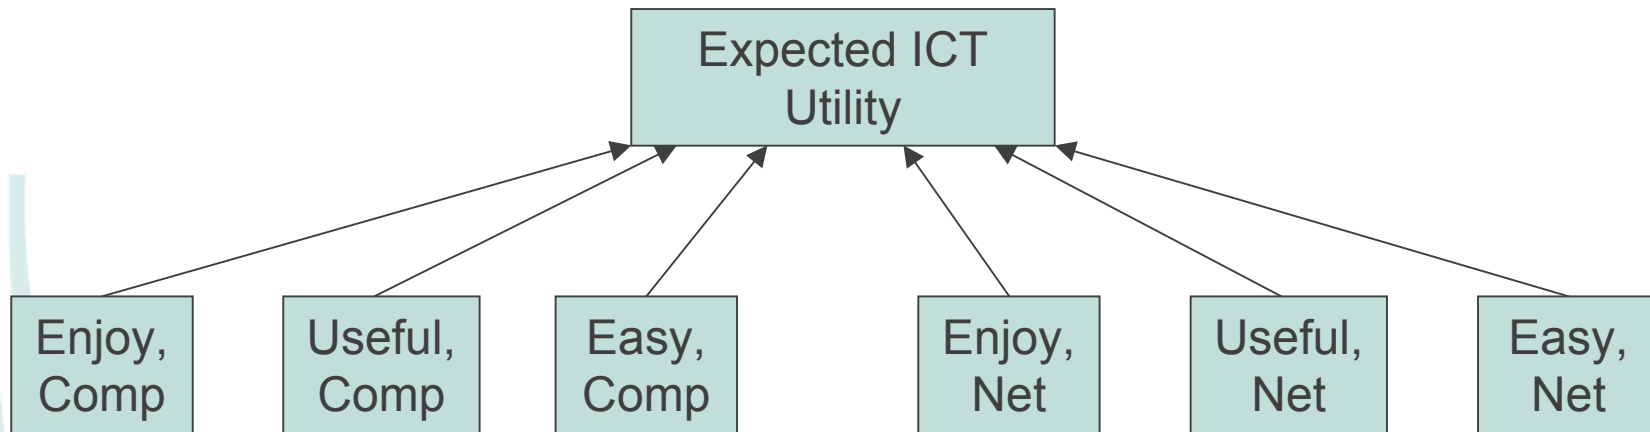 Expected ICT
Utility
Enjoy,
Comp
Useful,
Comp
Easy,
Comp
Enjoy,
Net
Useful,
Net
Easy,
Net